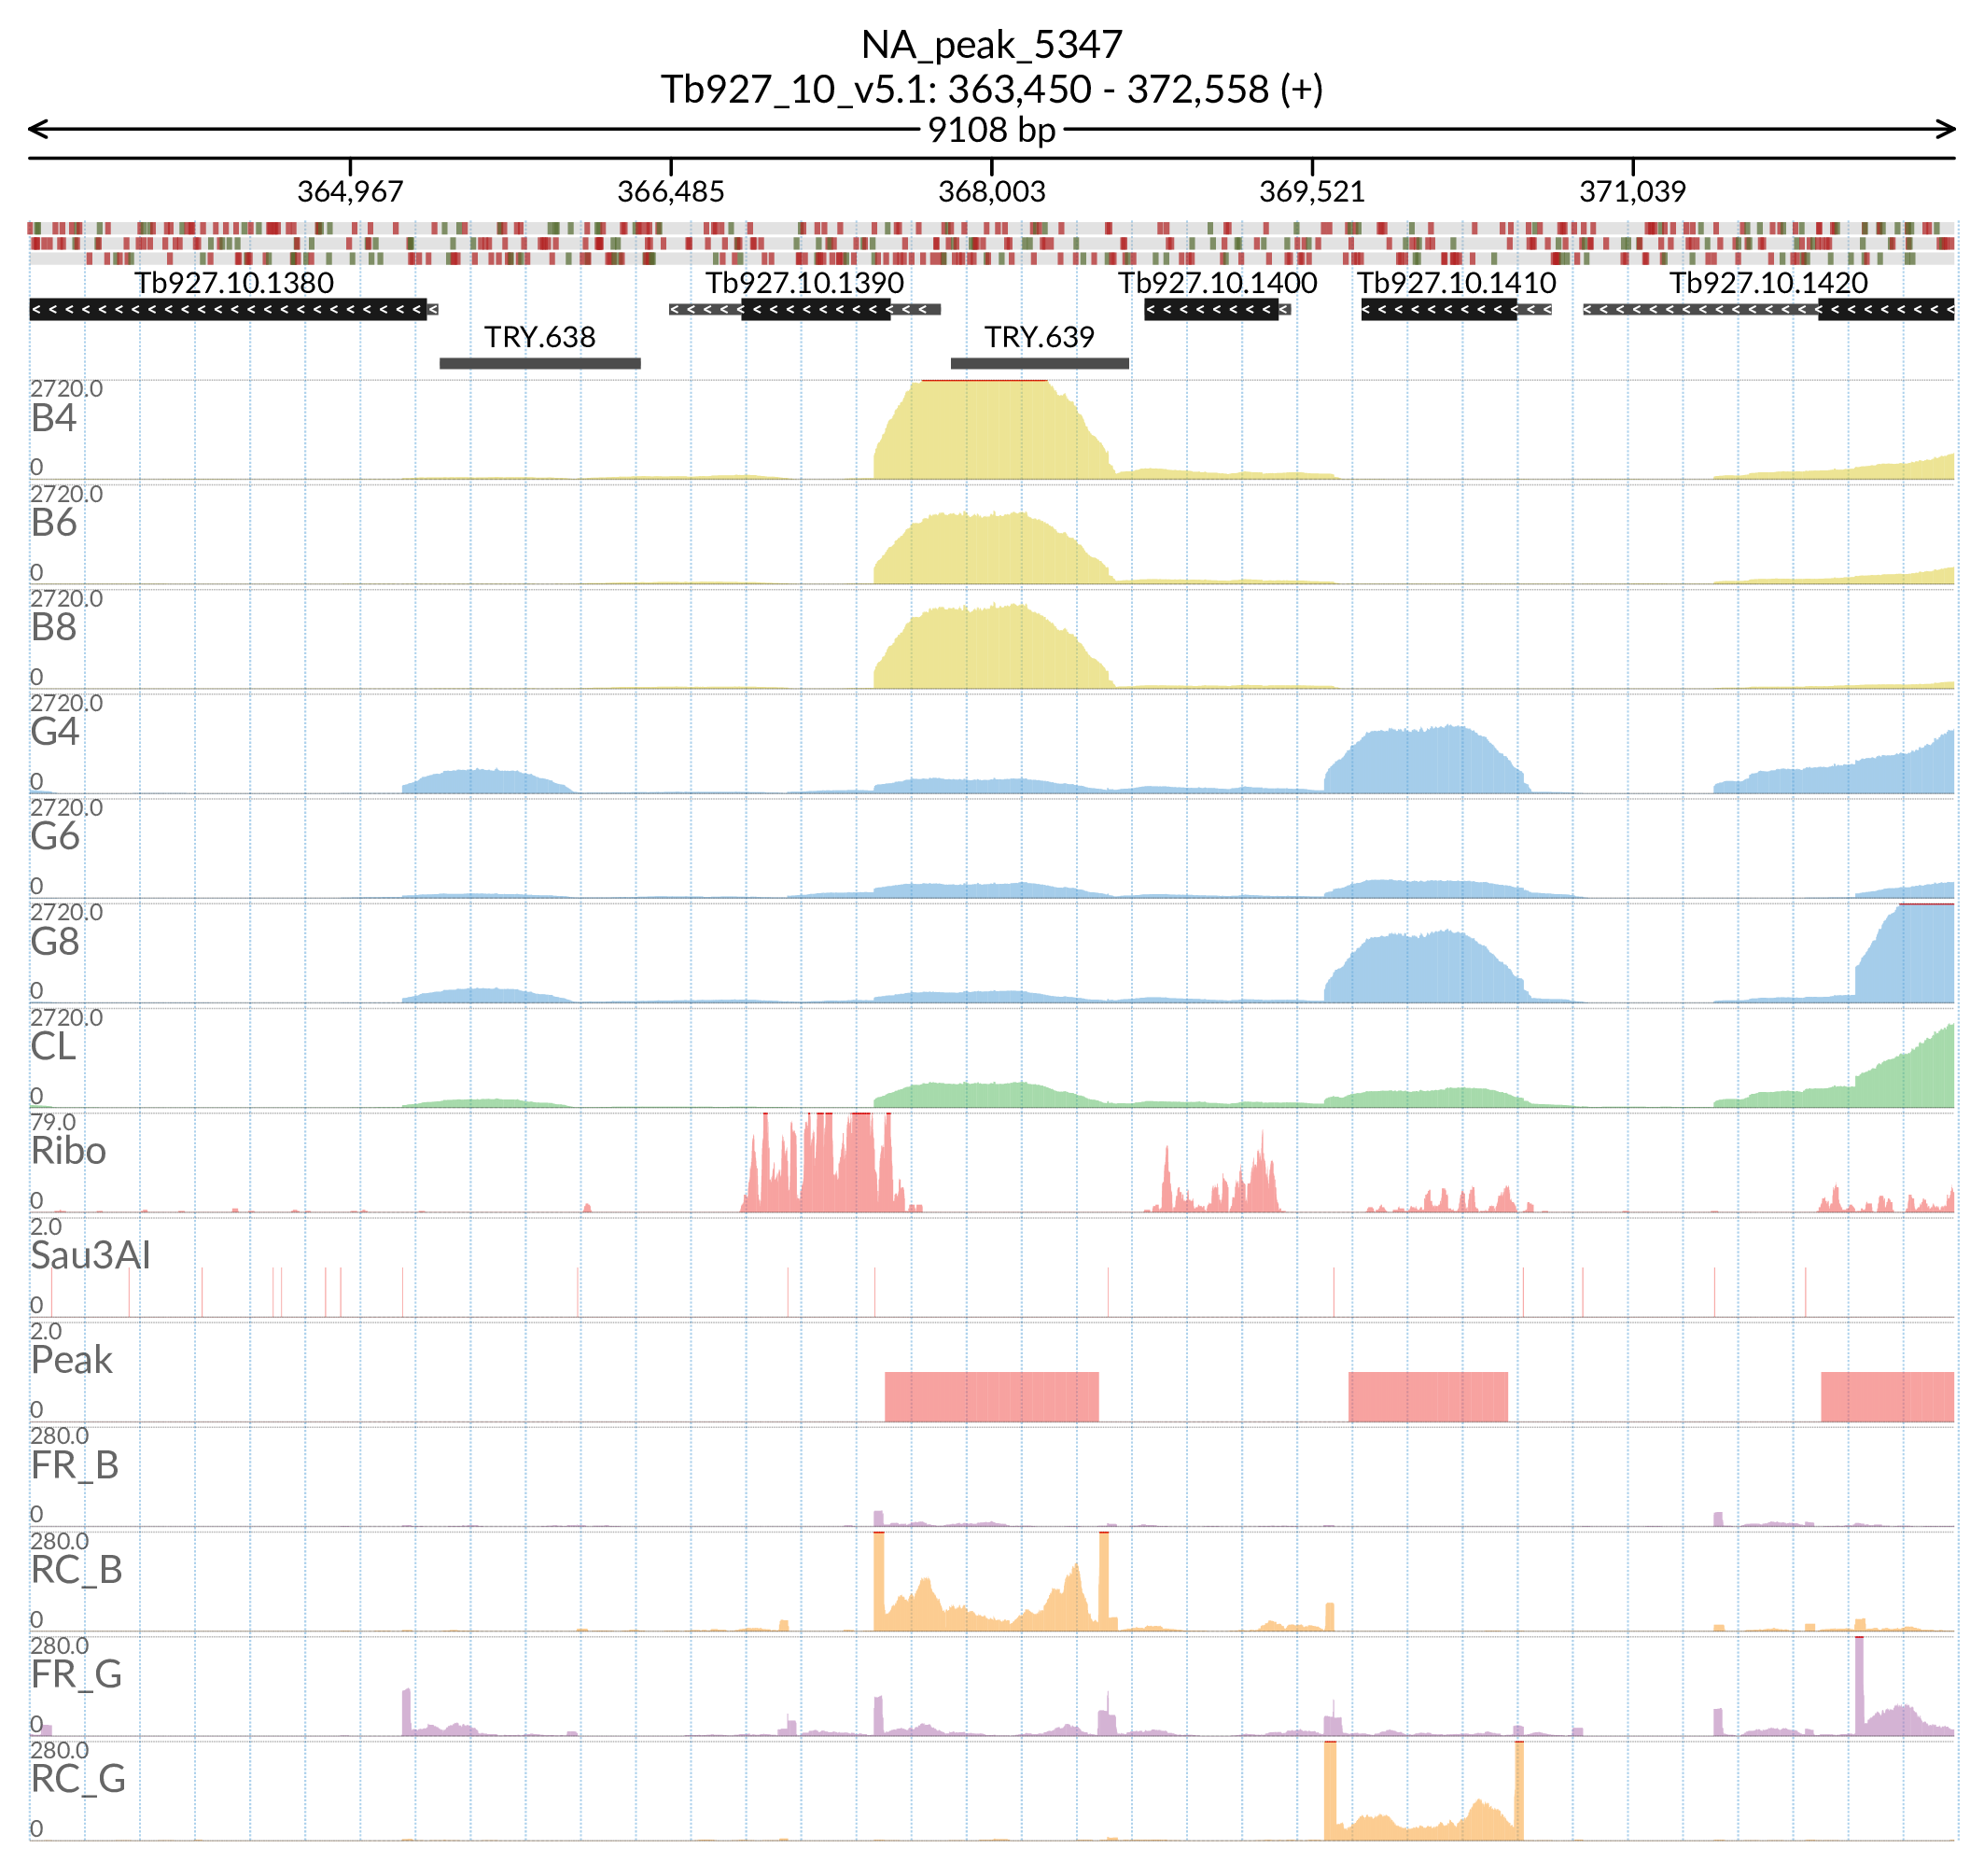 NA_peak_5347
Tb927_10_v5.1: 363,450 - 372,558 (+)
9108 bp
364,967 366,485 368,003 369,521 371,039
Tb927.10.1380 Tb927.10.1390 Tb927.10.1400 Tb927.10.1410 Tb927.10.1420
TRY.638 TRY.639
2720.0
B4
0
2720.0
B6
0
2720.0
B8
0
2720.0
G4
0
2720.0
G6
0
2720.0
G8
0
2720.0
CL
0
79.0
Ribo
0
2.0
Sau3AI
0
2.0
Peak
0
280.0
FR_B
0
280.0
RC_B
0
280.0
FR_G
0
280.0
RC_G
0